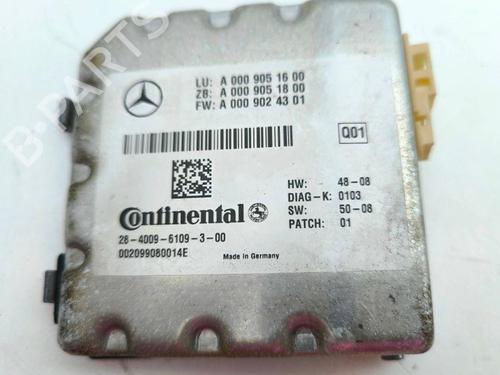 LU: A 000 905 16 00
ZB: A 000 905 18 00
FW: A 000 902 43 01
Q01
HW: 48-08
DIAG-K: 0103
SW: 50-08
PATCH: 01
Continental
28-4009-6109-3-00
002099080014E
Made in Germany
B-PARTS